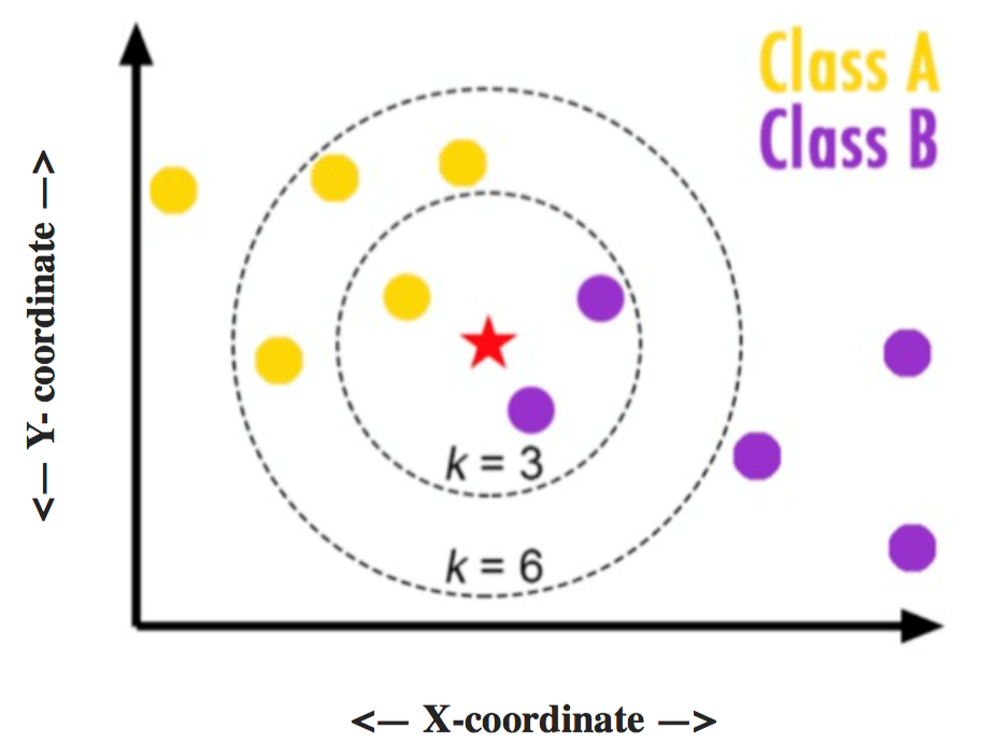 Class A
Class B
<— Y- coordinate —>
k = 3
k = 6
<— X-coordinate —>